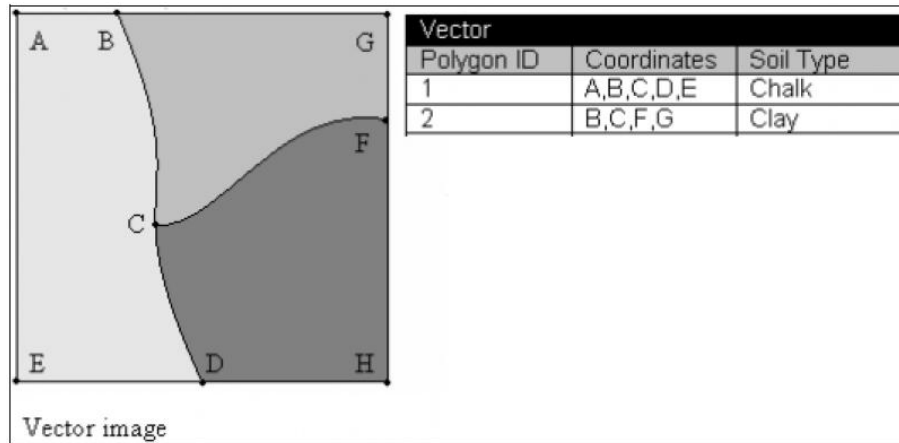 A B G
F
C
E D H
Vector image
Vector
Polygon ID Coordinates Soil Type
1 A,B,C,D,E Chalk
2 B,C,F,G Clay